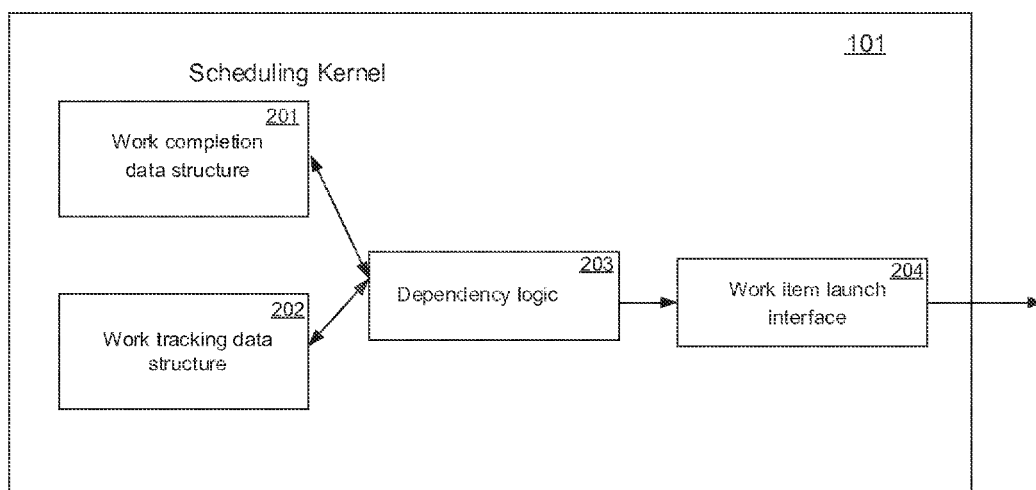 101
Scheduling Kernel
201
Work completion
data structure
202
Work tracking data
structure
203
Dependency logic
204
Work item launch
interface